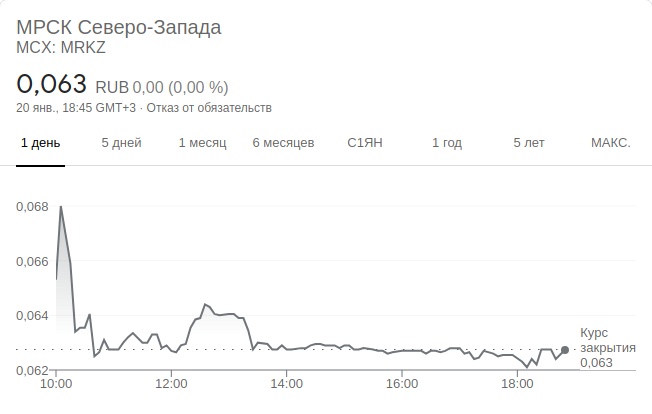 МРСК Северо-Запада
MCX: MRKZ
0,063 RUB 0,00 (0,00 %)
20 янв., 18:45 GMT+3 · Отказ от обязательств
1 день 5 дней 1 месяц 6 месяцев С1ЯН 1 год 5 лет МАКС.
0,068
0,066
0,064
0,062
Курс
закрытия
0,063
10:00 12:00 14:00 16:00 18:00